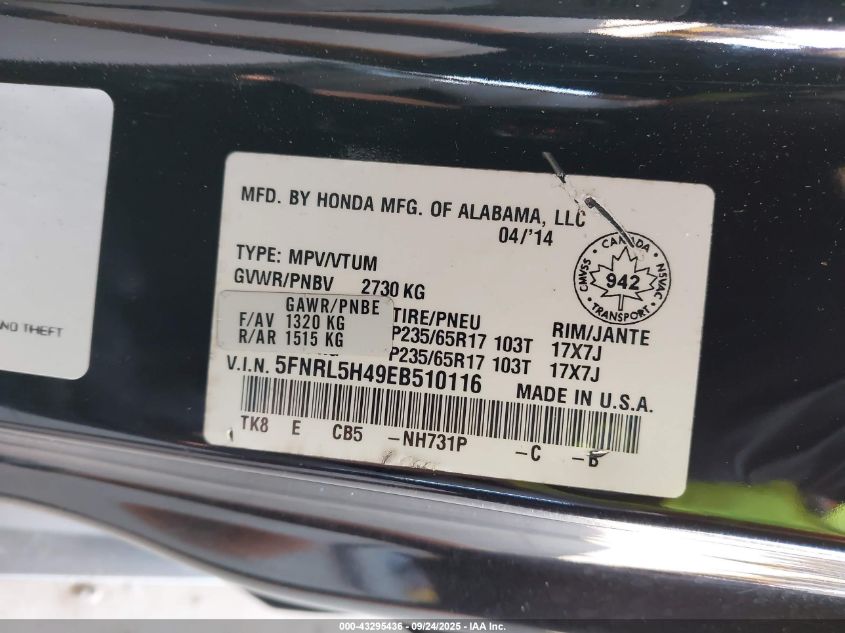 MFD. BY HONDA MFG. OF ALABAMA, LLC
04/'14
TYPE: MPV/VTUM
GVWR/PNBV 2730 KG
GAWR/PNBE TIRE/PNEU RIM/JANTE
F/AV 1320 KG P235/65R17 103T 17X7J
R/AR 1515 KG P235/65R17 103T 17X7J
V.I.N. 5FNRL5H49EB510116 MADE IN U.S.A.
TK8 E CB5 -NH731P -C -B
CANADA
CMVSS 942 NSVAC
TRANSPORT
NO THEFT
000-43295436 - 09/24/2025 - IAA Inc.